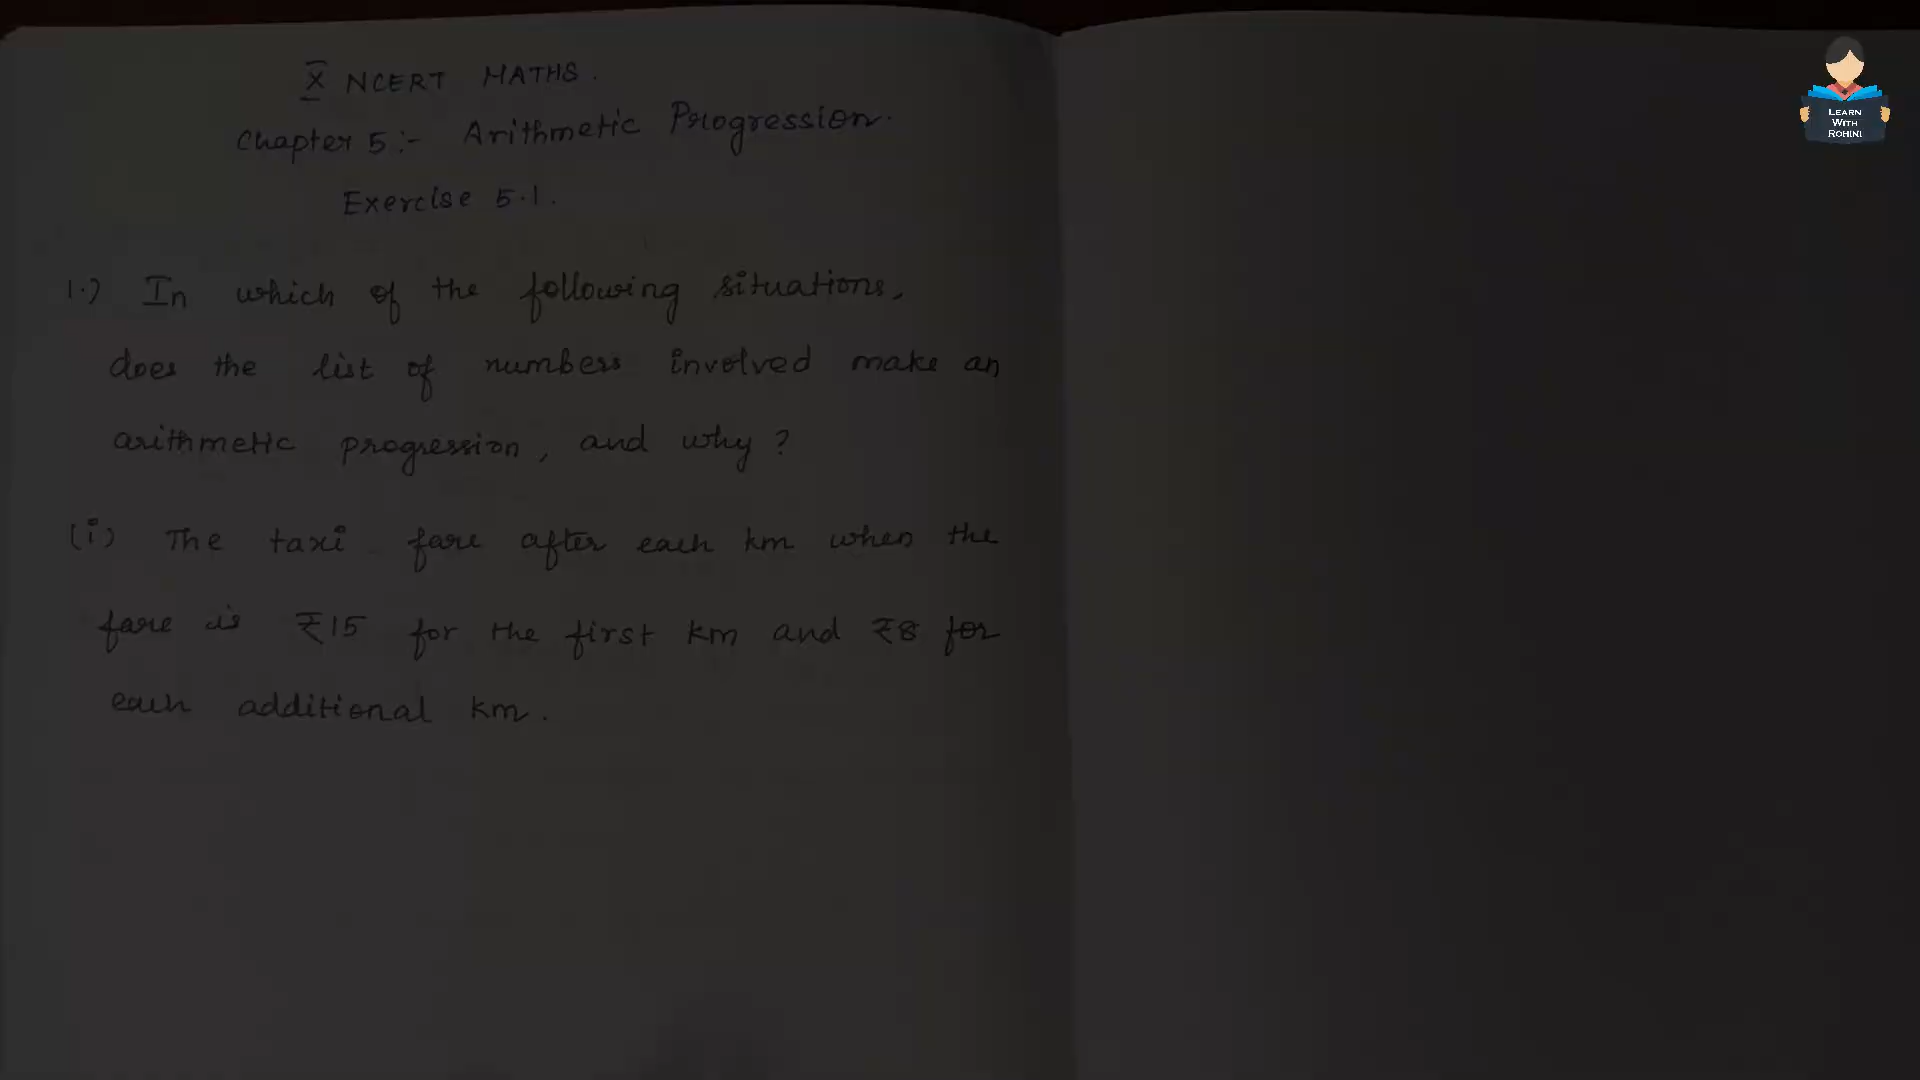 X NCERT MATHS.
Chapter 5:- Arithmetic Progression.
Exercise 5.1.
1.) In which of the following situations,
does the list of numbers involved make an
arithmetic progression, and why?
(i) The taxi fare after each km when the
fare is ₹15 for the first km and ₹8 for
each additional km.
LEARN
WITH
ROHINI